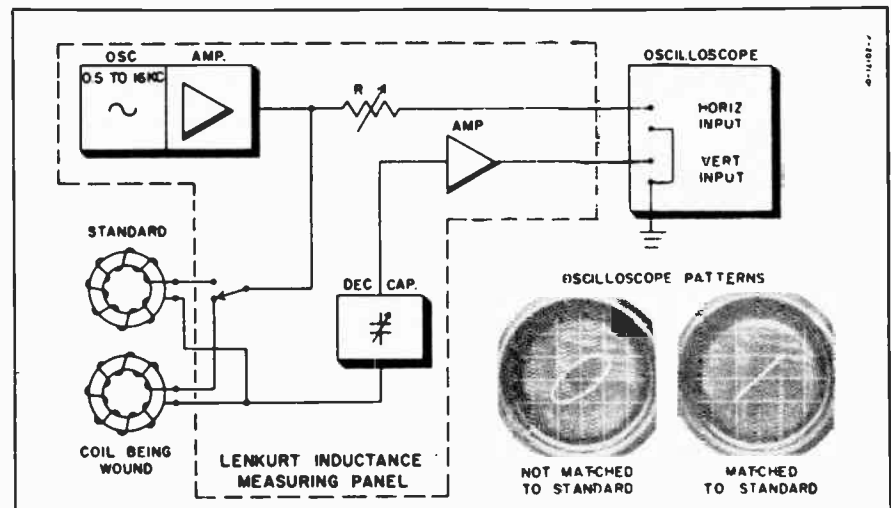 OSC
AMP.
0.5 TO 16KC
R
AMP
OSCILLOSCOPE
HORIZ
INPUT
VERT
INPUT
STANDARD
DEC CAP.
COIL BEING
WOUND
LENKURT INDUCTANCE
MEASURING PANEL
OSCILLOSCOPE PATTERNS
NOT MATCHED
TO STANDARD
MATCHED
TO STANDARD